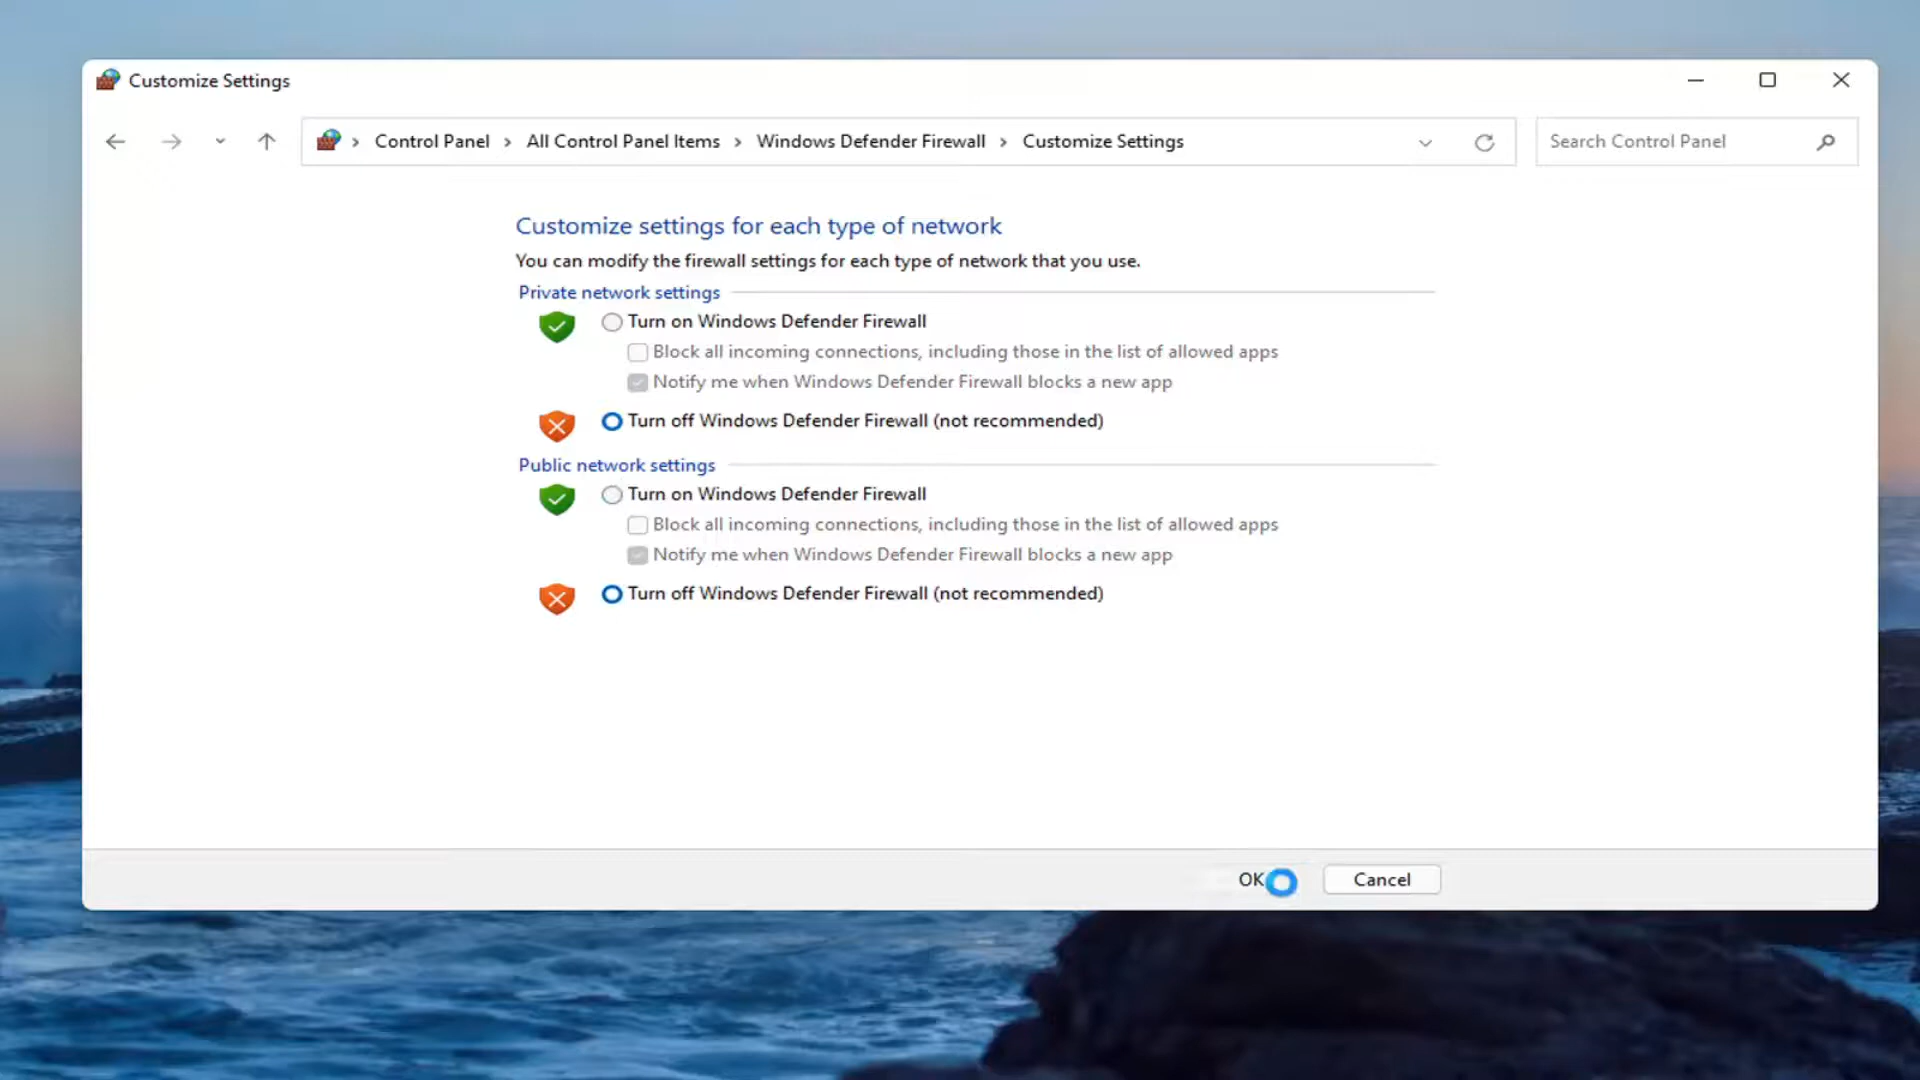 Customize Settings
Control Panel All Control Panel Items Windows Defender Firewall Customize Settings
Search Control Panel
Customize settings for each type of network
You can modify the firewall settings for each type of network that you use.
Private network settings
Turn on Windows Defender Firewall
Block all incoming connections, including those in the list of allowed apps
Notify me when Windows Defender Firewall blocks a new app
Turn off Windows Defender Firewall (not recommended)
Public network settings
Turn on Windows Defender Firewall
Block all incoming connections, including those in the list of allowed apps
Notify me when Windows Defender Firewall blocks a new app
Turn off Windows Defender Firewall (not recommended)
OK Cancel